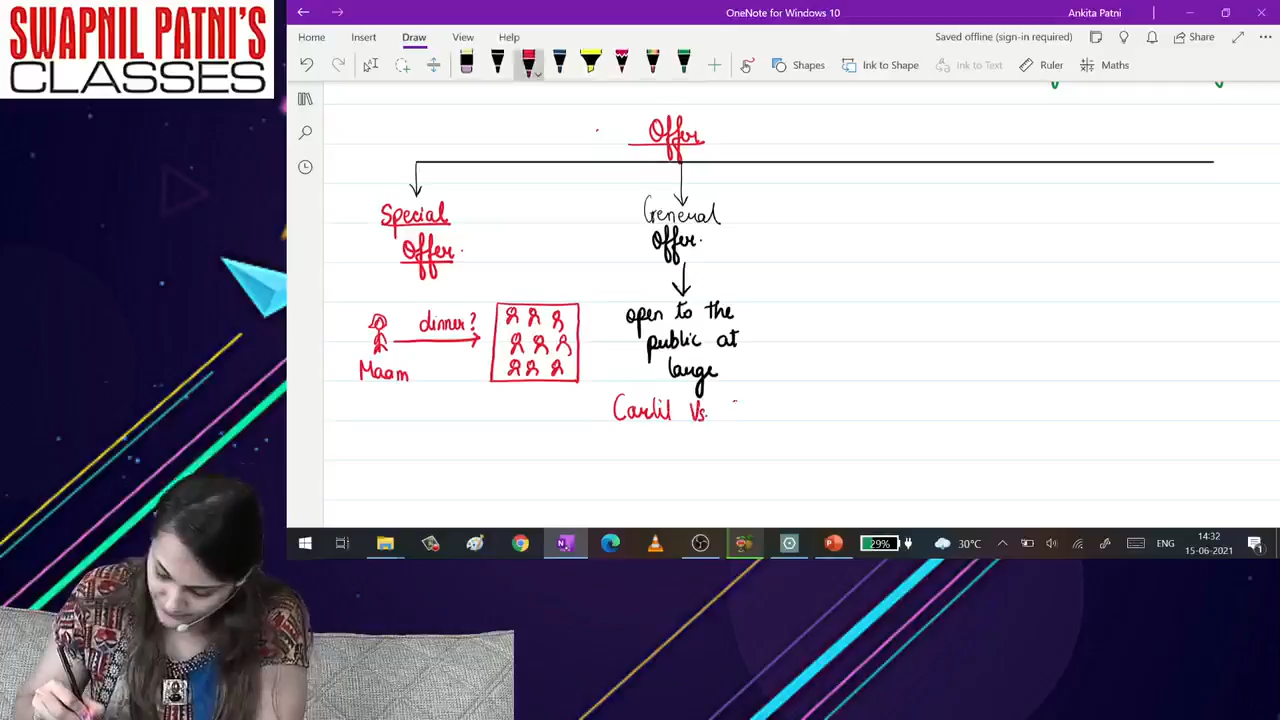 SWAPNIL PATNI'S
CLASSES
OneNote for Windows 10
Ankita Patni
Home Insert Draw View Help
Saved offline (sign-in required)
Share
Shapes
Ink to Shape
Ink to Text
Ruler
Maths
Offer
Special
Offer.
General
Offer.
dinner?
Maam
open to the
public at
large
Carlil Vs.
29%
30°C
ENG
14:32
15-06-2021